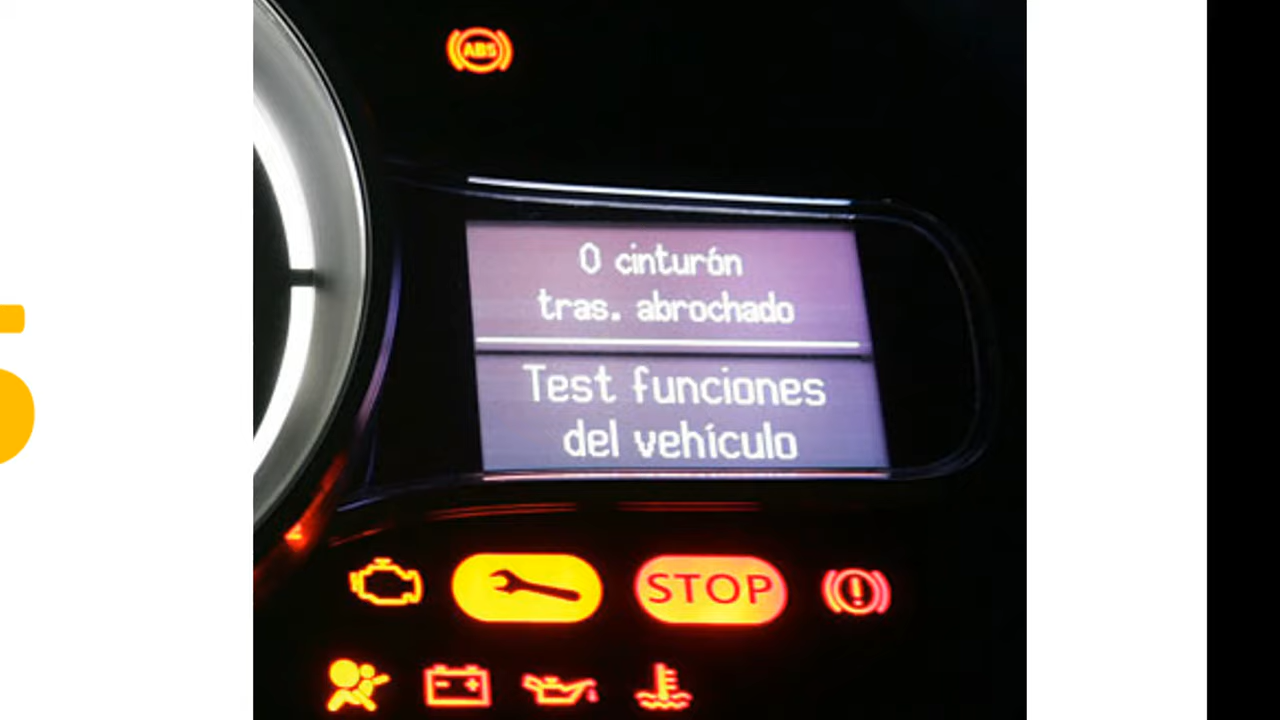 ABS
0 cinturón
tras. abrochado
Test funciones
del vehículo
STOP